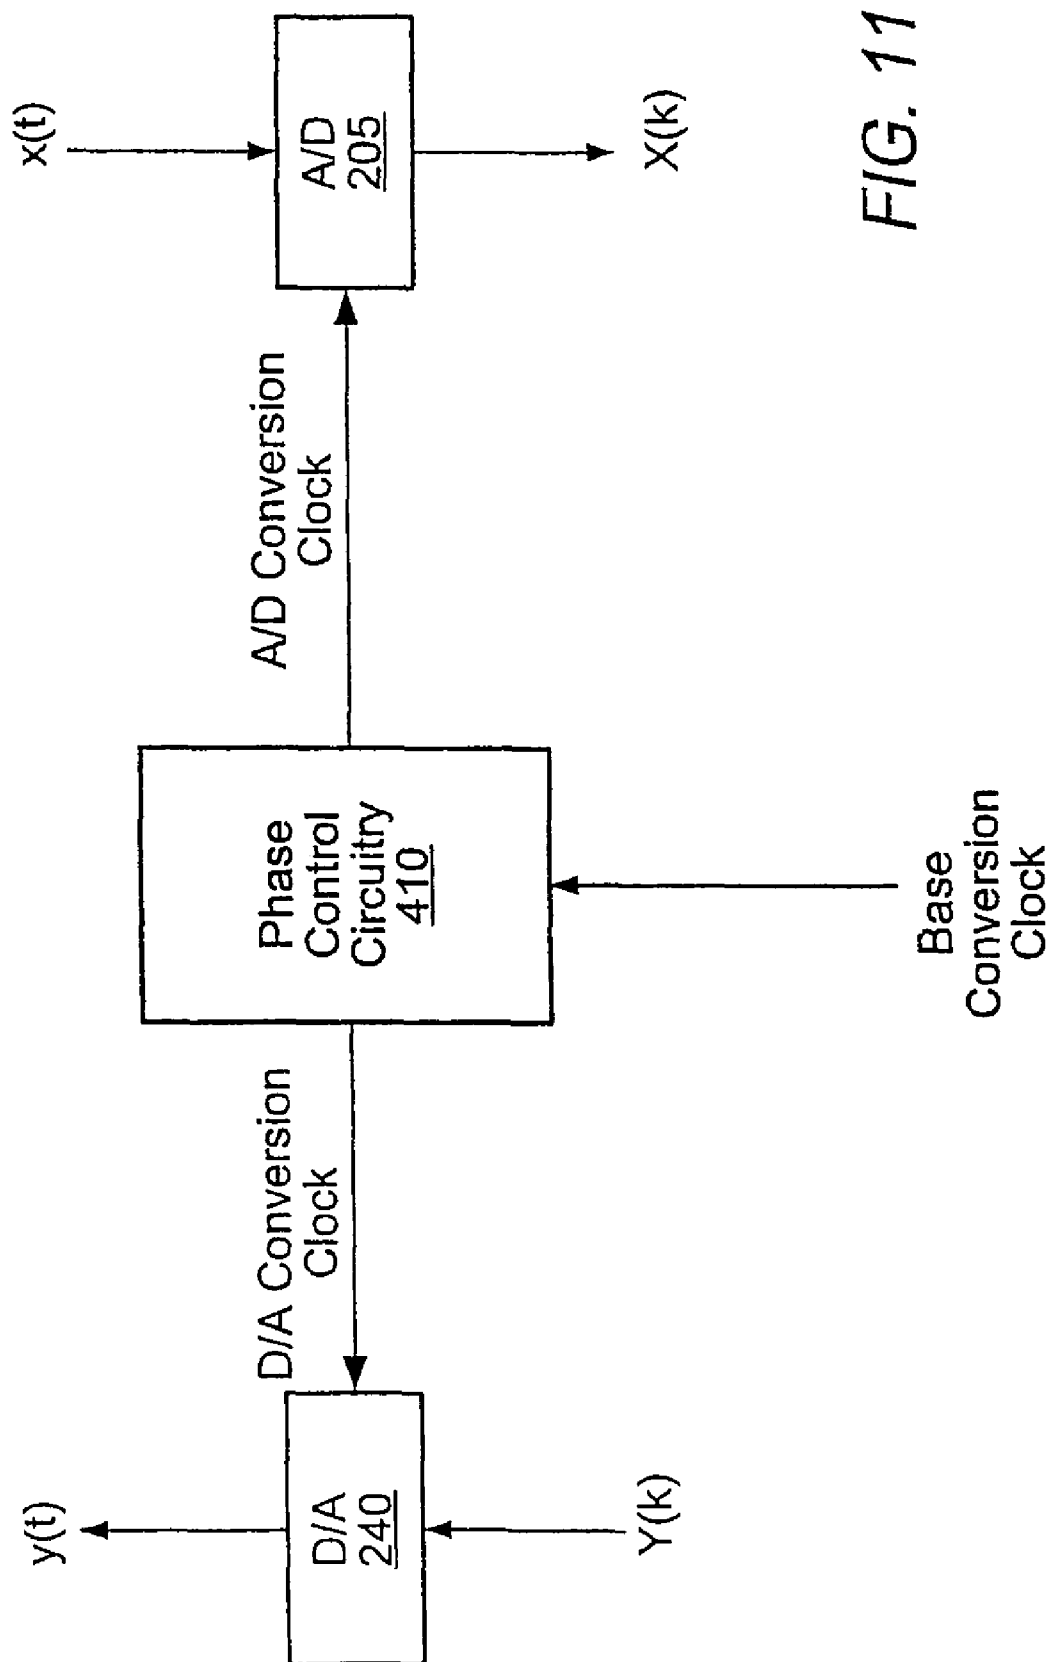 y(t)
D/A
240
Y(k)
D/A Conversion
Clock
Phase
Control
Circuitry
410
Base
Conversion
Clock
A/D Conversion
Clock
x(t)
A/D
205
X(k)
FIG. 11